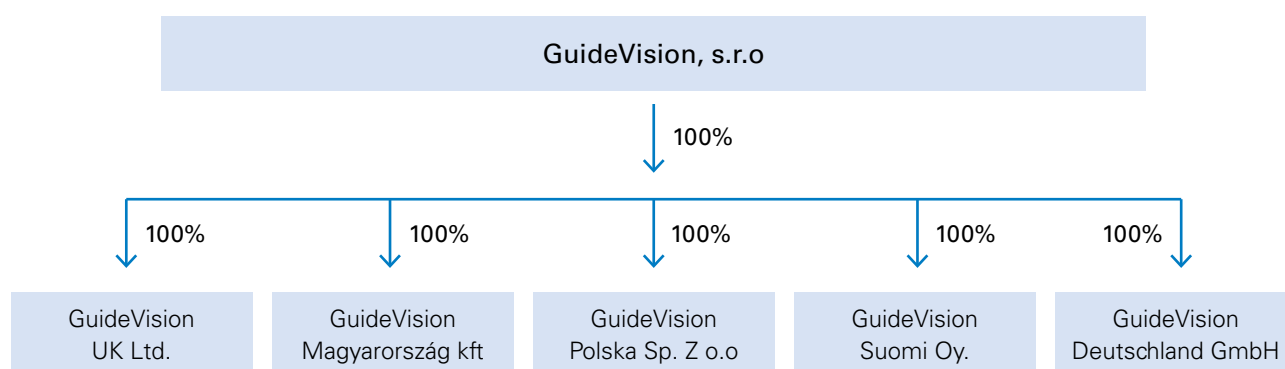 GuideVision, s.r.o
100%
100%
100%
100%
100%
100%
GuideVision
UK Ltd.
GuideVision
Magyarország kft
GuideVision
Polska Sp. Z o.o
GuideVision
Suomi Oy.
GuideVision
Deutschland GmbH